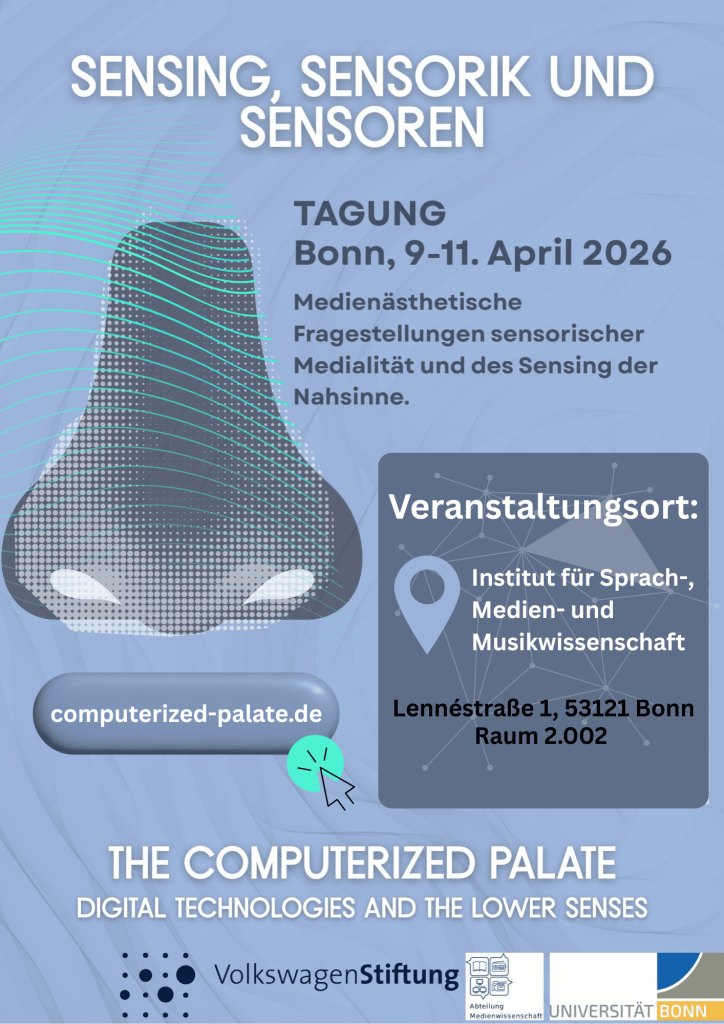 SENSING, SENSORIK UND
SENSOREN
TAGUNG
Bonn, 9-11. April 2026
Medienästhetische
Fragestellungen sensorischer
Medialität und des Sensing der
Nahsinne.
Veranstaltungsort:
Institut für Sprach-,
Medien- und
Musikwissenschaft
Lennéstraße 1, 53121 Bonn
Raum 2.002
computerized-palate.de
THE COMPUTERIZED PALATE
DIGITAL TECHNOLOGIES AND THE LOWER SENSES
VolkswagenStiftung
Abteilung
Medienwissenschaft
UNIVERSITÄT BONN